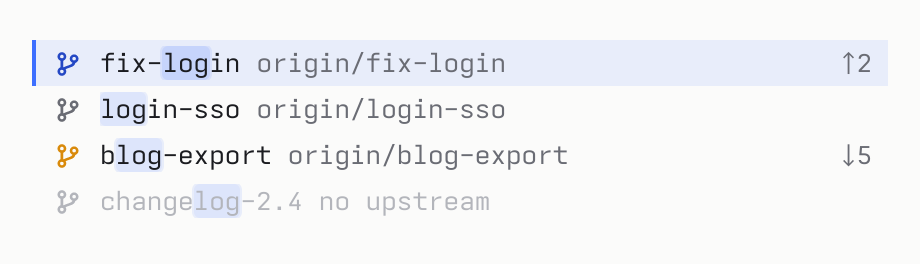 fix-login origin/fix-login ↑2
login-sso origin/login-sso
blog-export origin/blog-export ↓5
changelog-2.4 no upstream